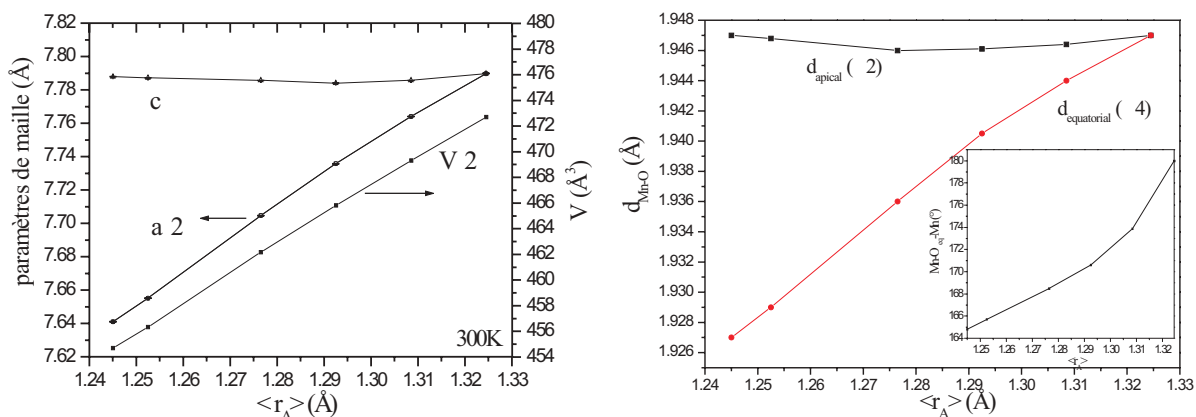 7.82
7.80
7.78
7.76
7.74
7.72
7.70
7.68
7.66
7.64
7.62
paramètres de maille (Å)
c
a 2
V 2
300K
480
478
476
474
472
470
468
466
464
462
460
458
456
454
V (Å³)
1.24 1.25 1.26 1.27 1.28 1.29 1.30 1.31 1.32 1.33
<r_A> (Å)
1.948
1.946
1.944
1.942
1.940
1.938
1.936
1.934
1.932
1.930
1.928
1.926
d_Mn-O (Å)
d_apical ( 2)
d_equatorial ( 4)
180
178
176
174
172
170
168
166
164
Mn-O_eq-Mn (°)
1.25 1.26 1.27 1.28 1.29 1.30 1.31 1.32
<r_A>
1.24 1.25 1.26 1.27 1.28 1.29 1.30 1.31 1.32 1.33
<r_A> (Å)